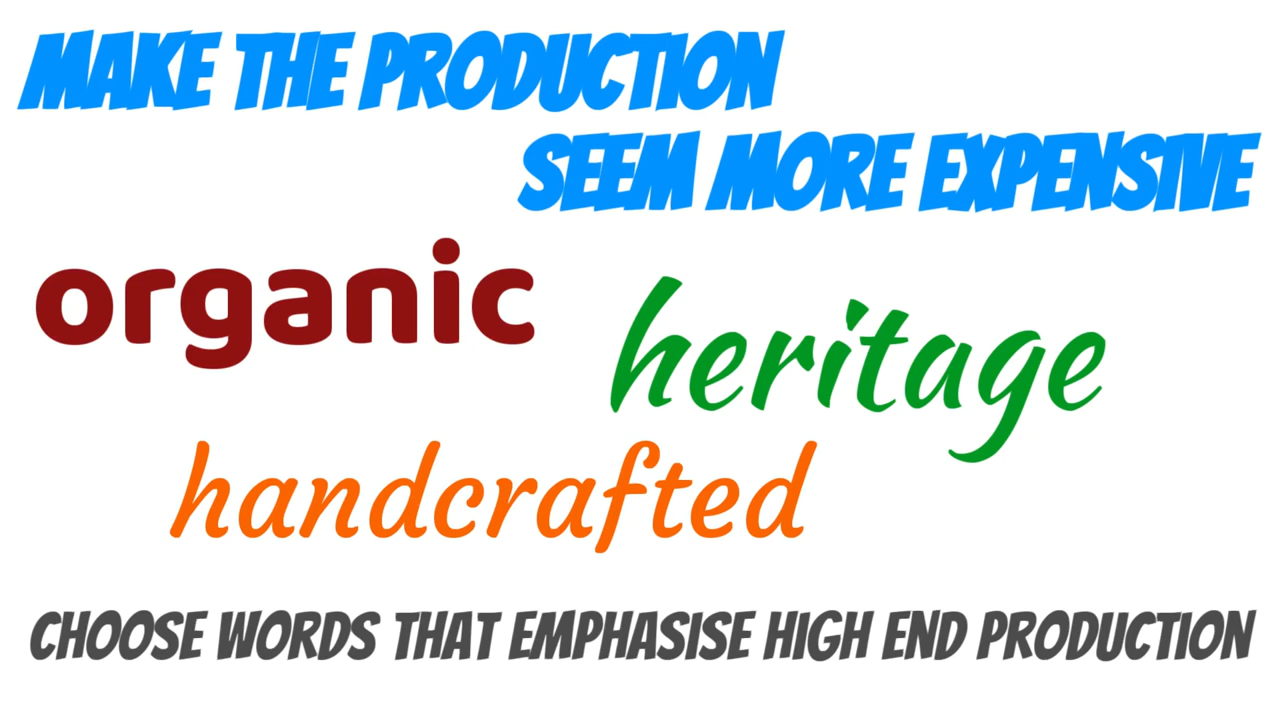 MAKE THE PRODUCTION
SEEM MORE EXPENSIVE
organic
heritage
handcrafted
CHOOSE WORDS THAT EMPHASISE HIGH END PRODUCTION